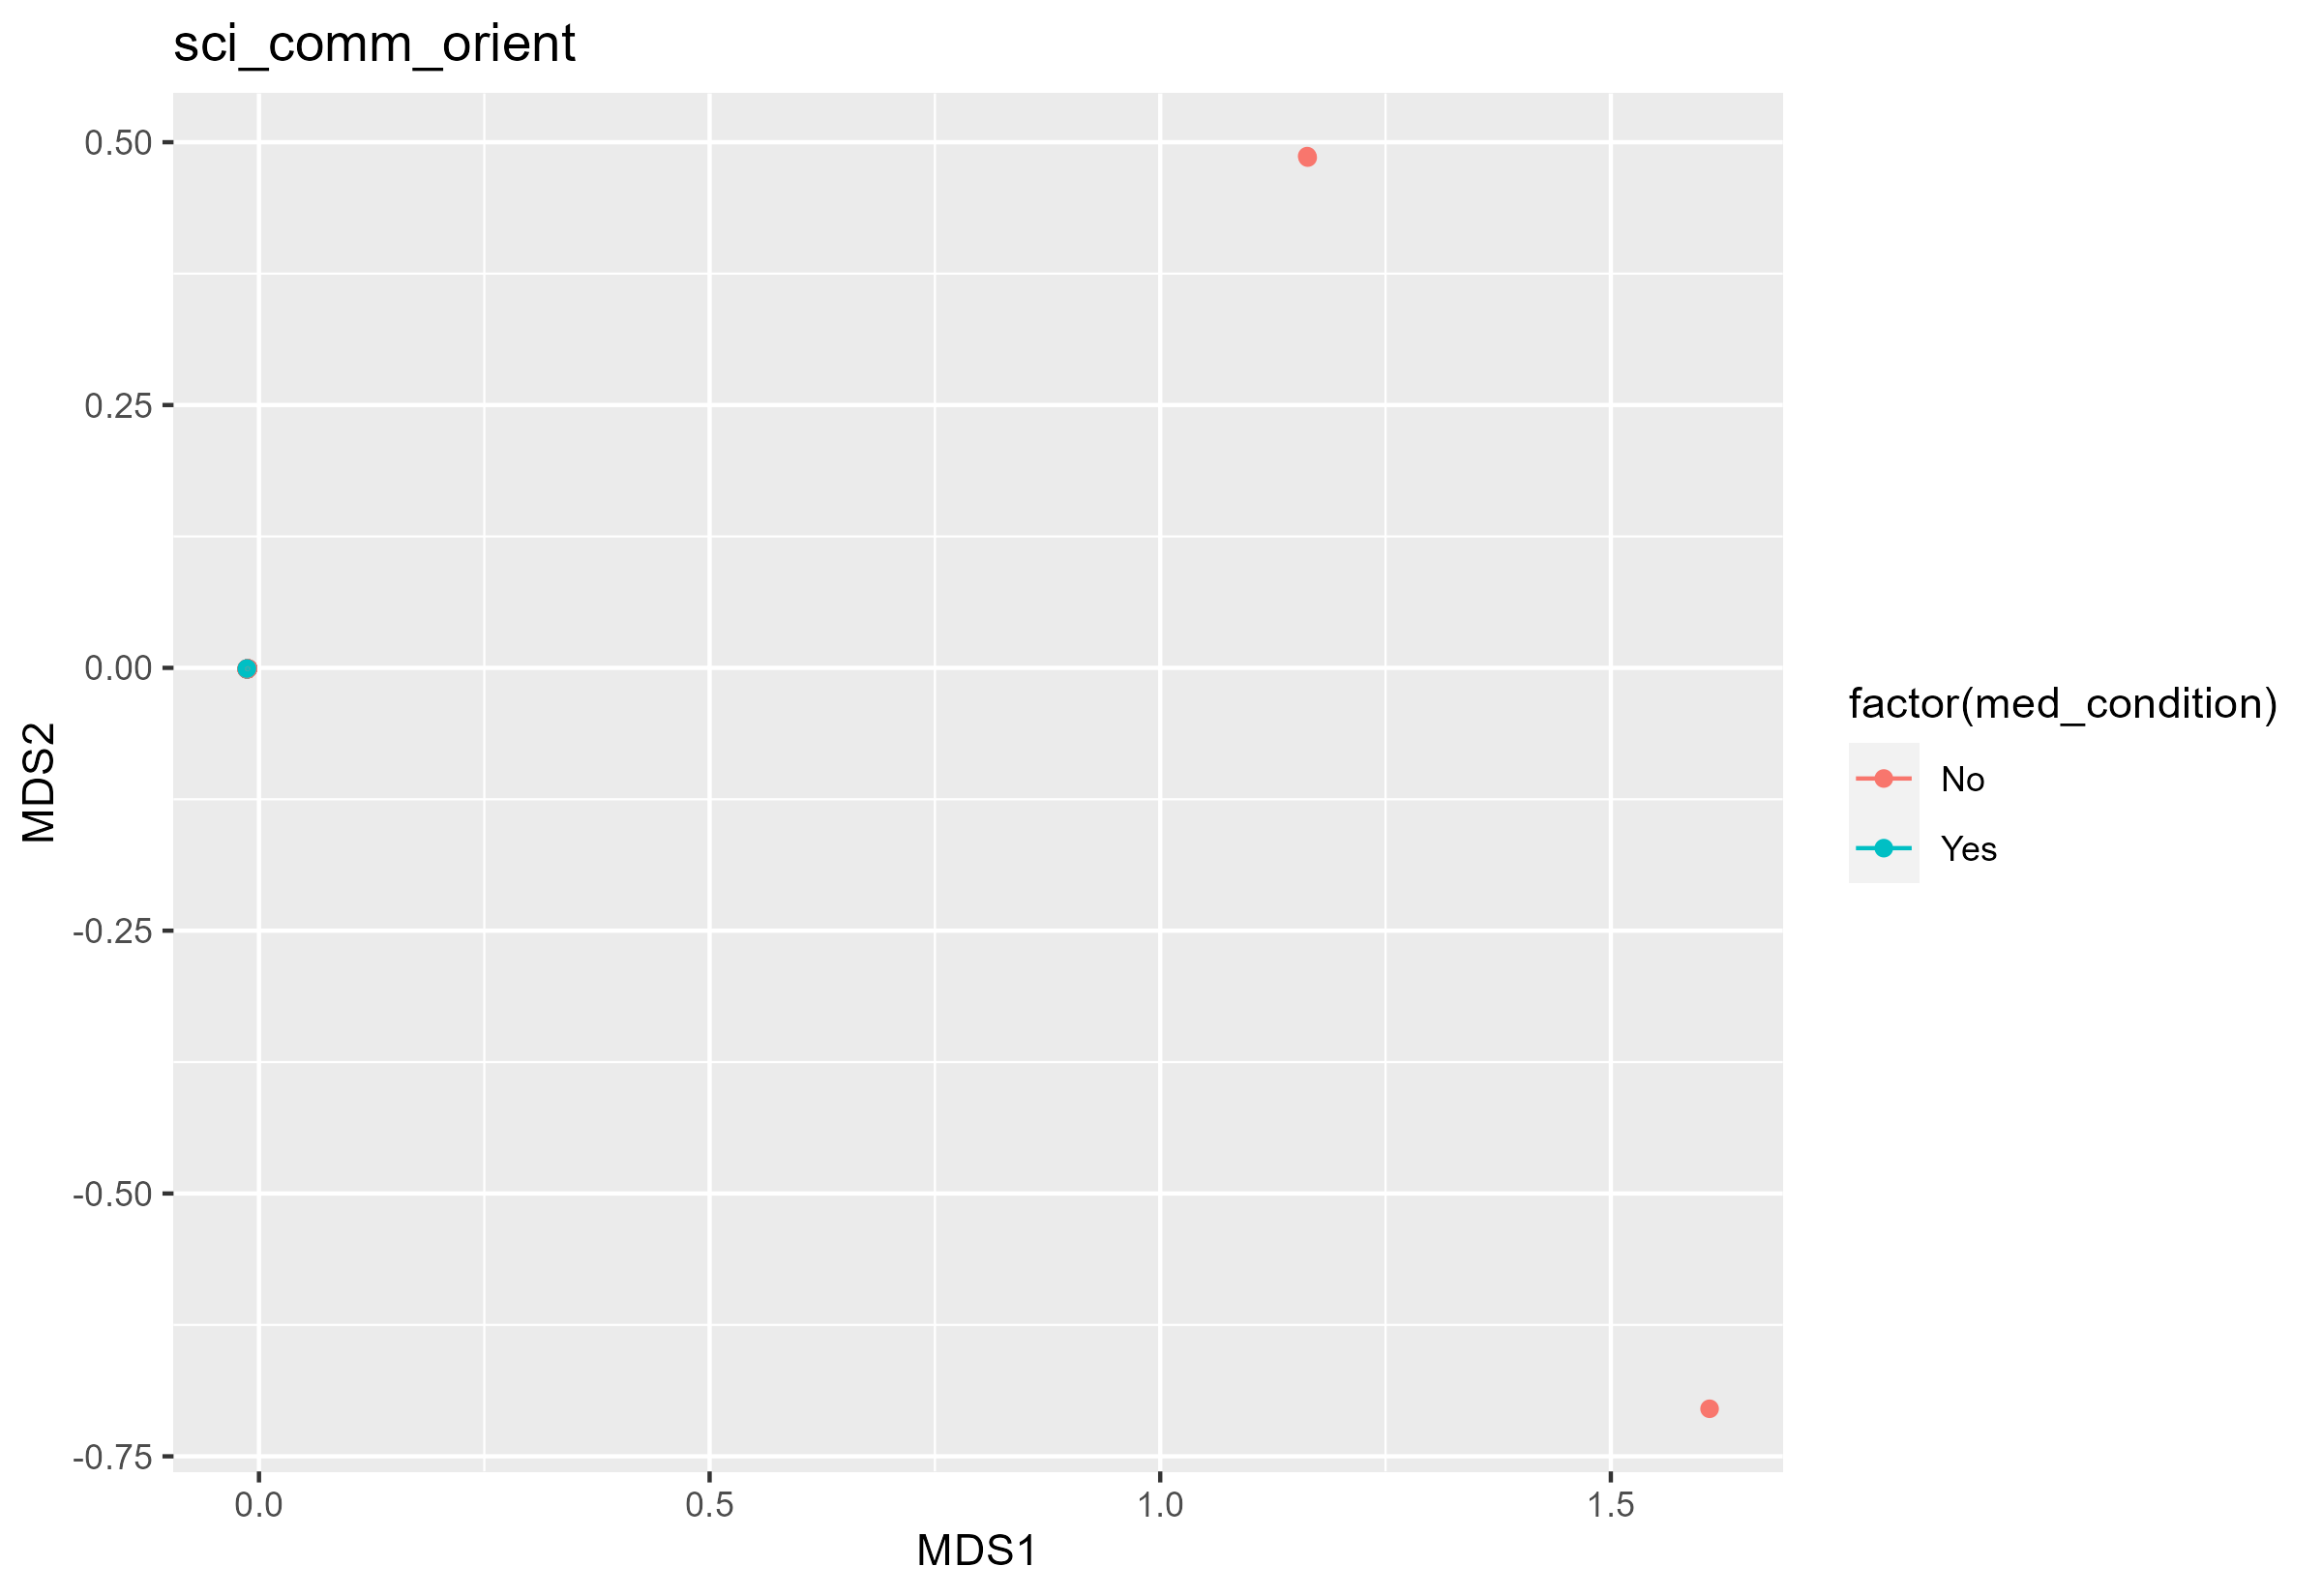 sci_comm_orient
0.50
0.25
0.00
-0.25
-0.50
-0.75
MDS2
0.0 0.5 1.0 1.5
MDS1
factor(med_condition)
No
Yes